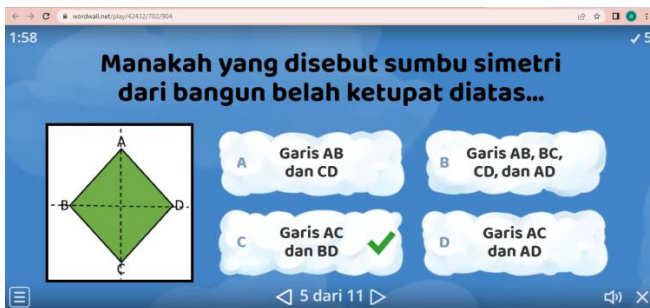 wordwall.net/play/42432/702/904
1:58
✓ 5
Manakah yang disebut sumbu simetri
dari bangun belah ketupat diatas...
A
B
D
C
A
Garis AB
dan CD
B
Garis AB, BC,
CD, dan AD
C
Garis AC
dan BD
D
Garis AC
dan AD
5 dari 11